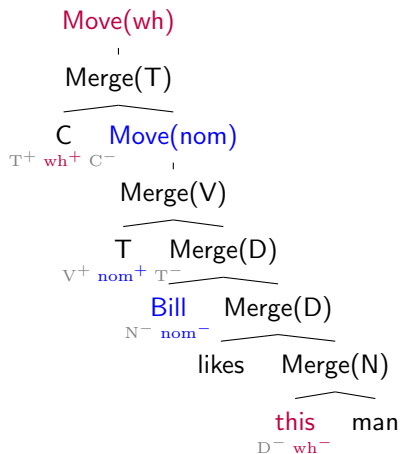 Move(wh)
Merge(T)
C Move(nom)
T⁺ wh⁺ C⁻
Merge(V)
T Merge(D)
V⁺ nom⁺ T⁻
Bill Merge(D)
N⁻ nom⁻
likes Merge(N)
this man
D⁻ wh⁻